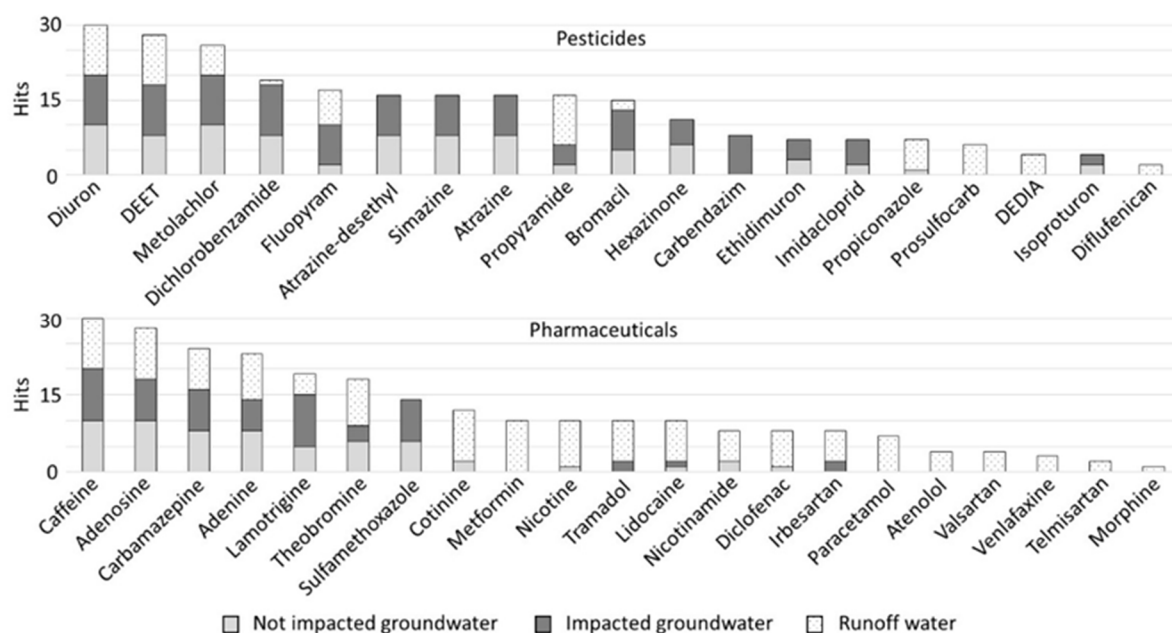 Pesticides
Hits
30
15
0
Diuron
DEET
Metolachlor
Dichlorobenzamide
Fluopyram
Atrazine-desethyl
Simazine
Atrazine
Propyzamide
Bromacil
Hexazinone
Carbendazim
Ethidimuron
Imidacloprid
Propiconazole
Prosulfocarb
DEDIA
Isoproturon
Diflufenican
Pharmaceuticals
Hits
30
15
0
Caffeine
Adenosine
Carbamazepine
Adenine
Lamotrigine
Theobromine
Sulfamethoxazole
Cotinine
Metformin
Nicotine
Tramadol
Lidocaine
Nicotinamide
Diclofenac
Irbesartan
Paracetamol
Atenolol
Valsartan
Venlafaxine
Telmisartan
Morphine
Not impacted groundwater
Impacted groundwater
Runoff water